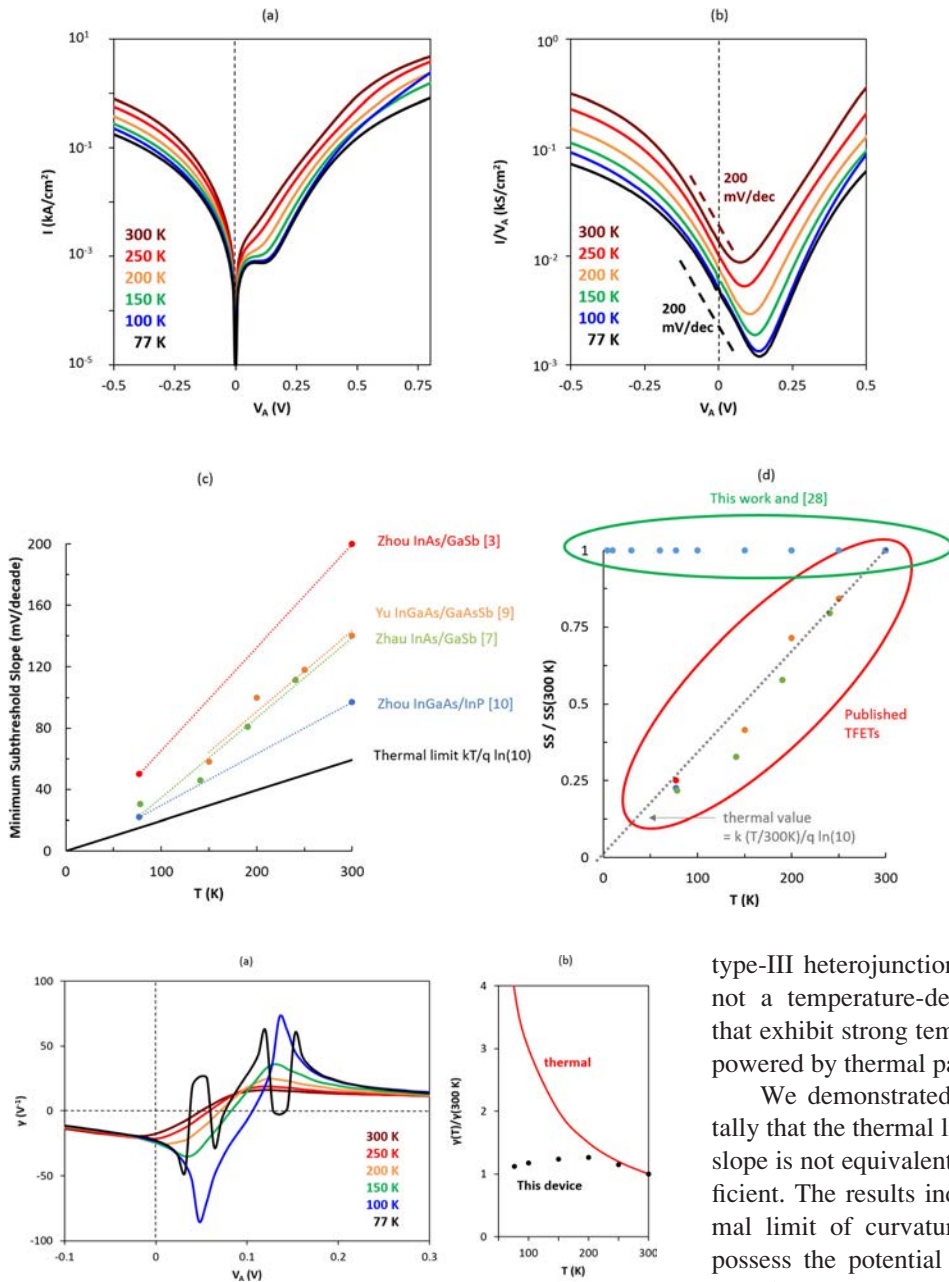 (a)
I (kA/cm²)
10¹
10⁻¹
10⁻³
10⁻⁵
300 K
250 K
200 K
150 K
100 K
77 K
-0.5 -0.25 0 0.25 0.5 0.75
V_A (V)
(b)
I/V_A (kS/cm²)
10⁰
10⁻¹
10⁻²
10⁻³
200
mV/dec
300 K
250 K
200 K
150 K
100 K
77 K
200
mV/dec
-0.5 -0.25 0 0.25 0.5
V_A (V)
(c)
Minimum Subthreshold Slope (mV/decade)
200
160
120
80
40
0
Zhou InAs/GaSb [3]
Yu InGaAs/GaAsSb [9]
Zhau InAs/GaSb [7]
Zhou InGaAs/InP [10]
Thermal limit kT/q ln(10)
0 100 200 300
T (K)
(d)
This work and [28]
SS / SS(300 K)
1
0.75
0.5
0.25
0
Published
TFETs
thermal value
= k (T/300K)/q ln(10)
0 100 200 300
T (K)
(a)
γ (V⁻¹)
100
50
0
-50
-100
300 K
250 K
200 K
150 K
100 K
77 K
-0.1 0 0.1 0.2 0.3
V_A (V)
(b)
γ(T)/γ(300 K)
4
3
2
1
0
thermal
This device
100 200 300
T (K)
type-III heterojunction
not a temperature-de
that exhibit strong tem
powered by thermal pa
We demonstrated
tally that the thermal l
slope is not equivalent
ficient. The results inc
mal limit of curvatur
possess the potential